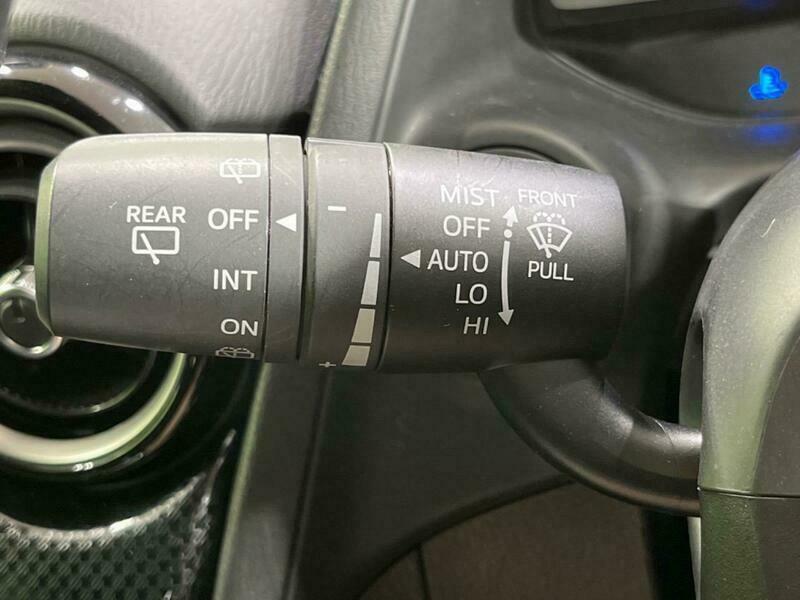 REAR
OFF
INT
ON
−
+
MIST
OFF
AUTO
LO
HI
FRONT
PULL